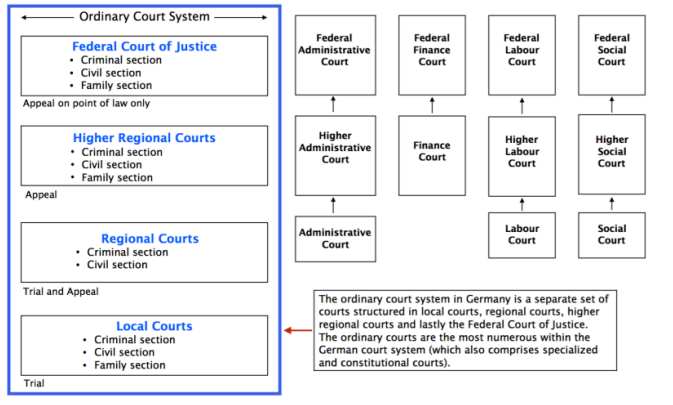 Ordinary Court System
Federal Court of Justice
• Criminal section
• Civil section
• Family section
Appeal on point of law only
Higher Regional Courts
• Criminal section
• Civil section
• Family section
Appeal
Regional Courts
• Criminal section
• Civil section
Trial and Appeal
Local Courts
• Criminal section
• Civil section
• Family section
Trial
Federal
Administrative
Court
Federal
Finance
Court
Federal
Labour
Court
Federal
Social
Court
Higher
Administrative
Court
Finance
Court
Higher
Labour
Court
Higher
Social
Court
Administrative
Court
Labour
Court
Social
Court
The ordinary court system in Germany is a separate set of
courts structured in local courts, regional courts, higher
regional courts and lastly the Federal Court of Justice.
The ordinary courts are the most numerous within the
German court system (which also comprises specialized
and constitutional courts).